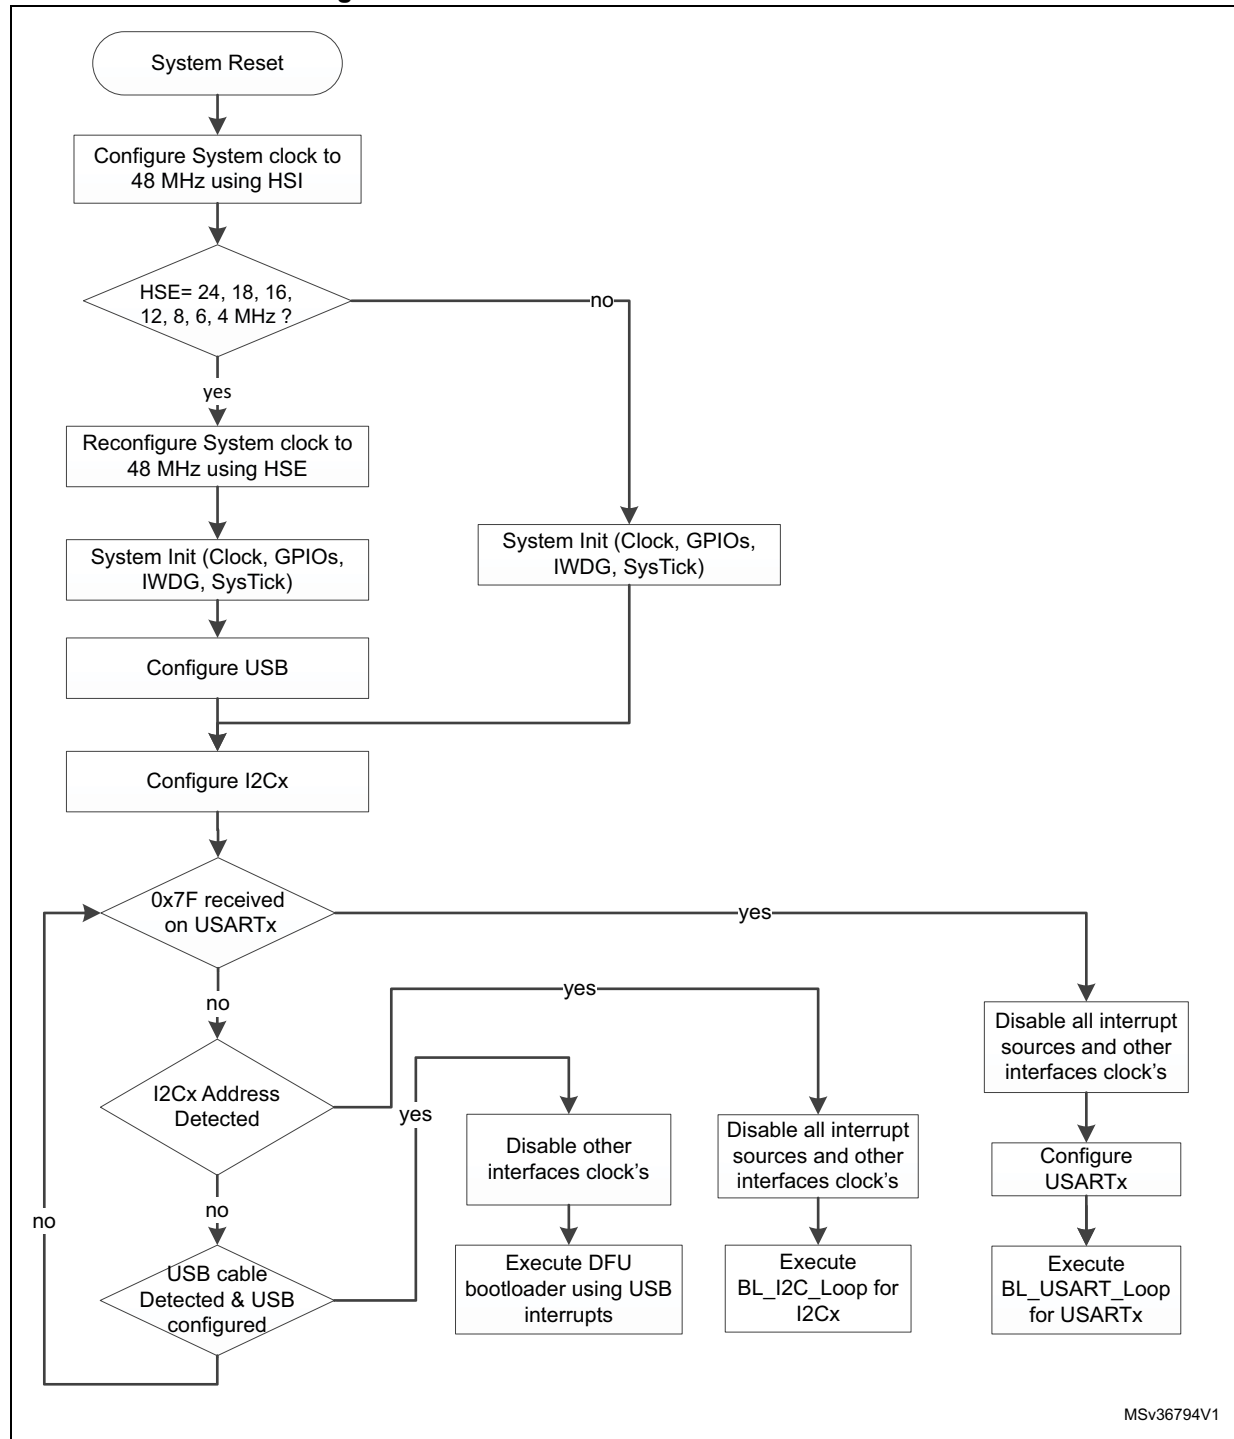 System Reset
Configure System clock to
48 MHz using HSI
HSE= 24, 18, 16,
12, 8, 6, 4 MHz ?
no
yes
Reconfigure System clock to
48 MHz using HSE
System Init (Clock, GPIOs,
IWDG, SysTick)
System Init (Clock, GPIOs,
IWDG, SysTick)
Configure USB
Configure I2Cx
0x7F received
on USARTx
yes
no
yes
Disable all interrupt
sources and other
interfaces clock's
I2Cx Address
Detected
yes
Disable other
interfaces clock's
Disable all interrupt
sources and other
interfaces clock's
Configure
USARTx
no
no
USB cable
Detected & USB
configured
Execute DFU
bootloader using USB
interrupts
Execute
BL_I2C_Loop for
I2Cx
Execute
BL_USART_Loop
for USARTx
MSv36794V1